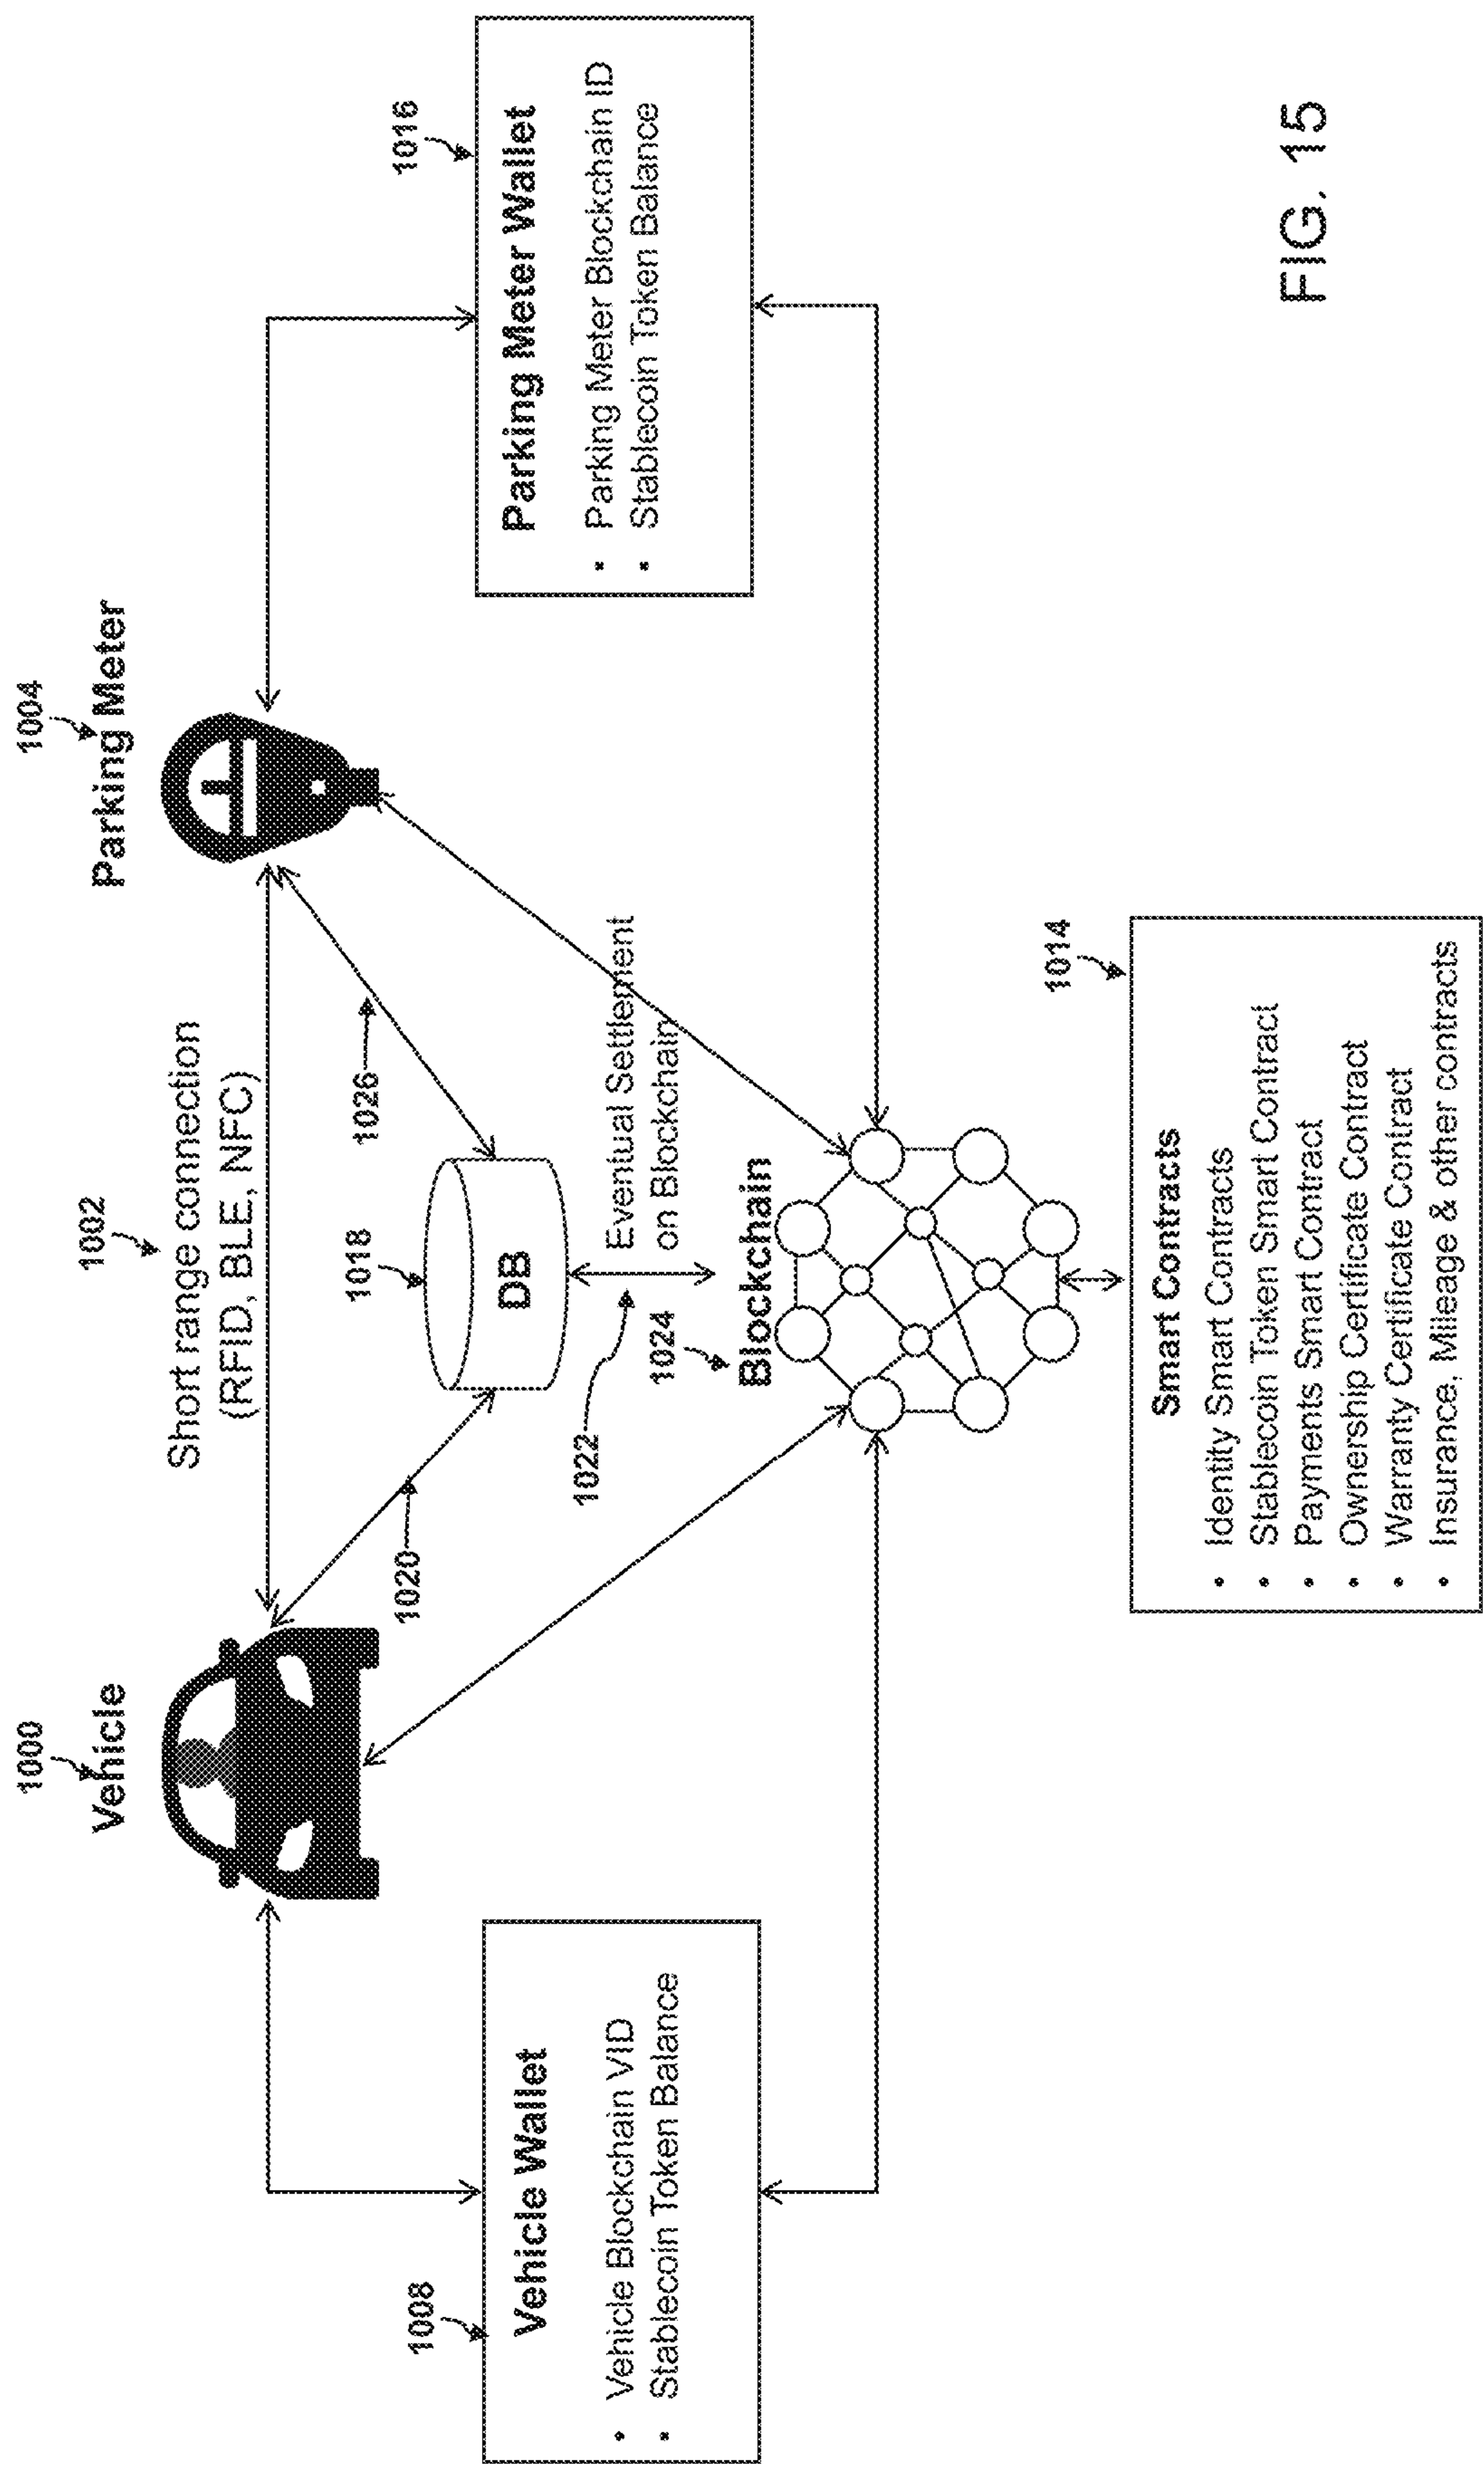 1000
Vehicle
1002
Short range connection
(RFID, BLE, NFC)
1004
Parking Meter
1008
Vehicle Wallet
• Vehicle Blockchain VID
• Stablecoin Token Balance
1020
1018
DB
1026
1016
Parking Meter Wallet
• Parking Meter Blockchain ID
• Stablecoin Token Balance
1022
Eventual Settlement
on Blockchain
1024
Blockchain
1014
Smart Contracts
• Identity Smart Contracts
• Stablecoin Token Smart Contract
• Payments Smart Contract
• Ownership Certificate Contract
• Warranty Certificate Contract
• Insurance, Mileage & other contracts
FIG. 15